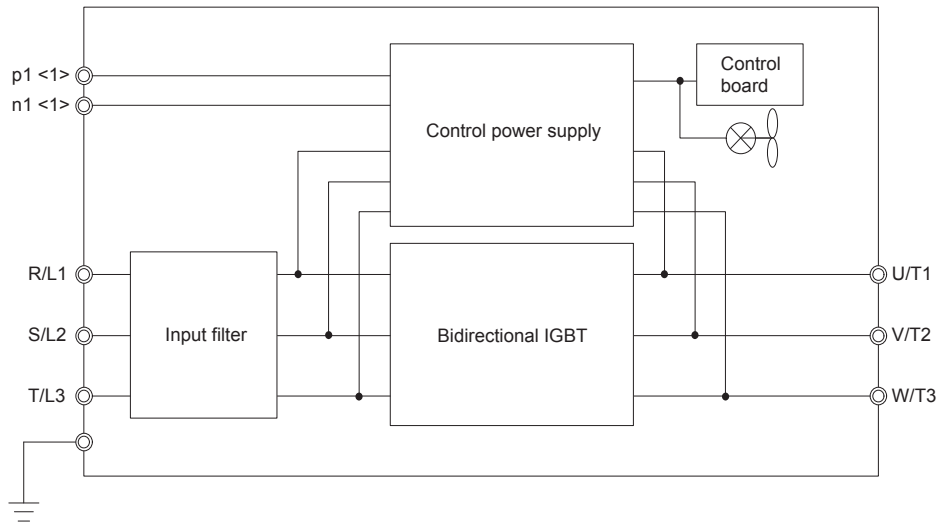 p1 <1>
n1 <1>
Control power supply
Control
board
R/L1
S/L2
T/L3
Input filter
Bidirectional IGBT
U/T1
V/T2
W/T3